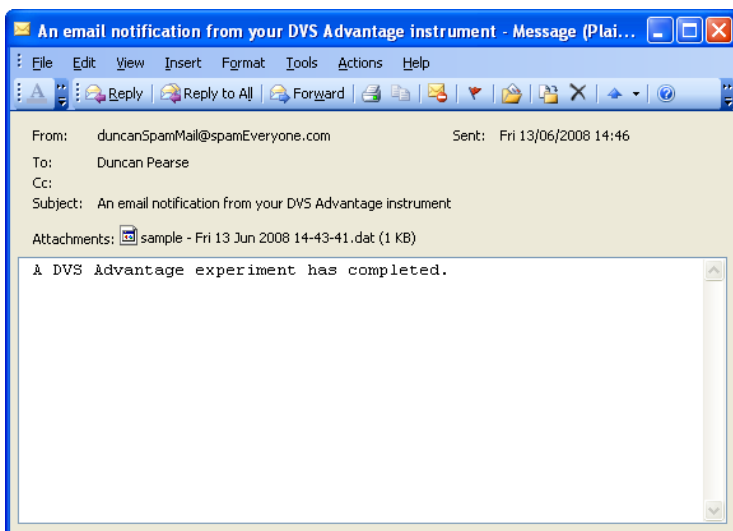 An email notification from your DVS Advantage instrument - Message (Plai...
File Edit View Insert Format Tools Actions Help
A Reply Reply to All Forward
From: duncanSpamMail@spamEveryone.com Sent: Fri 13/06/2008 14:46
To: Duncan Pearse
Cc:
Subject: An email notification from your DVS Advantage instrument
Attachments: sample - Fri 13 Jun 2008 14-43-41.dat (1 KB)
A DVS Advantage experiment has completed.